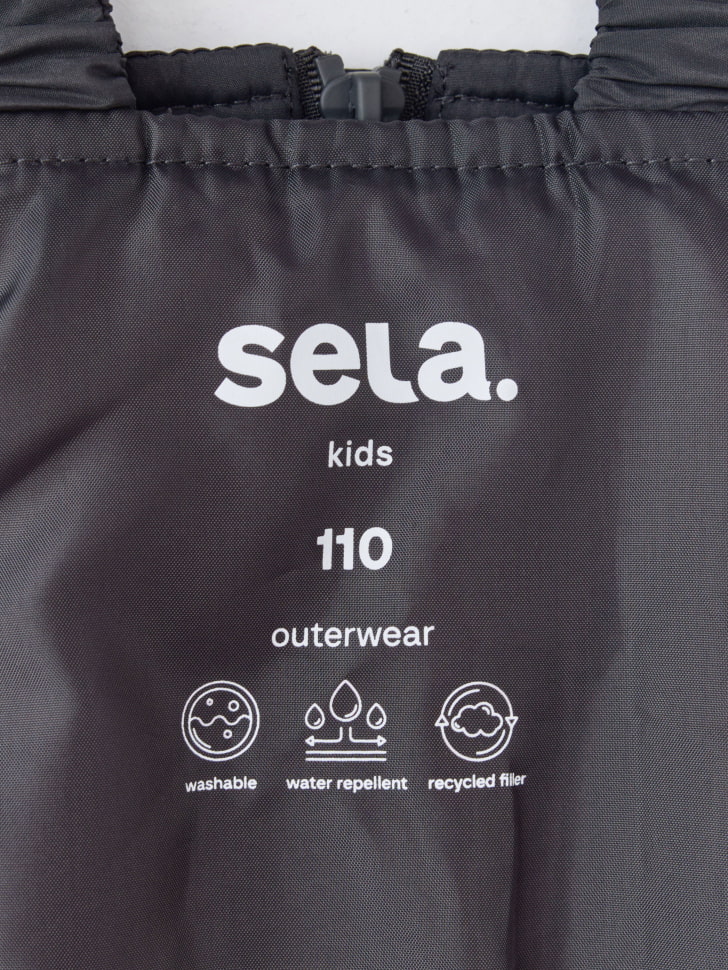 sela.
kids
110
outerwear
washable water repellent recycled filler